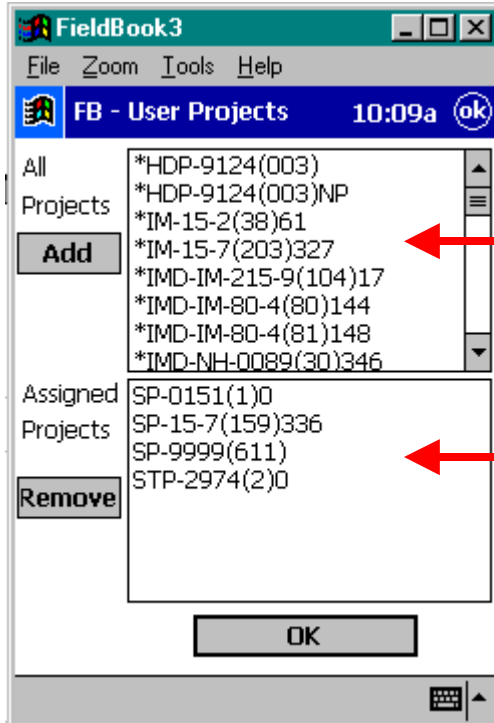 FieldBook3
File Zoom Tools Help
FB - User Projects 10:09a ok
All
Projects
Add
*HDP-9124(003)
*HDP-9124(003)NP
*IM-15-2(38)61
*IM-15-7(203)327
*IMD-IM-215-9(104)17
*IMD-IM-80-4(80)144
*IMD-IM-80-4(81)148
*IMD-NH-0089(30)346
Assigned
Projects
Remove
SP-0151(1)0
SP-15-7(159)336
SP-9999(611)
STP-2974(2)0
OK